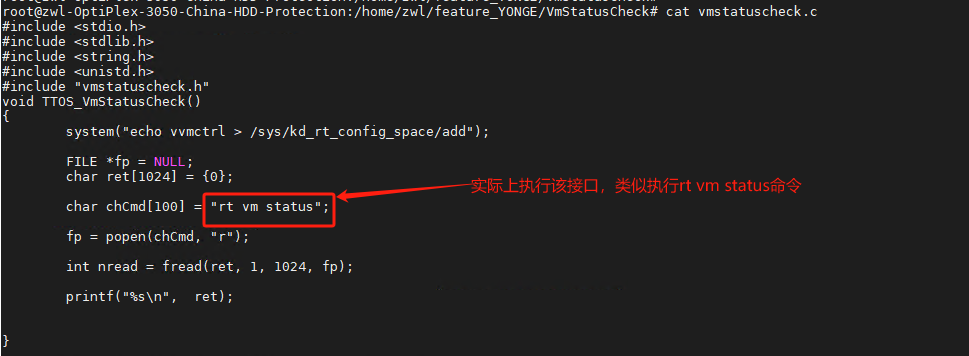 root@zwl-OptiPlex-3050-China-HDD-Protection:/home/zwl/feature_YONGE/VmStatusCheck# cat vmstatuscheck.c
#include <stdio.h>
#include <stdlib.h>
#include <string.h>
#include <unistd.h>
#include "vmstatuscheck.h"
void TTOS_VmStatusCheck()
{
system("echo vvmctrl > /sys/kd_rt_config_space/add");
FILE *fp = NULL;
char ret[1024] = {0};
实际上执行该接口，类似执行rt vm status命令
char chCmd[100] = "rt vm status";
fp = popen(chCmd, "r");
int nread = fread(ret, 1, 1024, fp);
printf("%s\n",  ret);
}